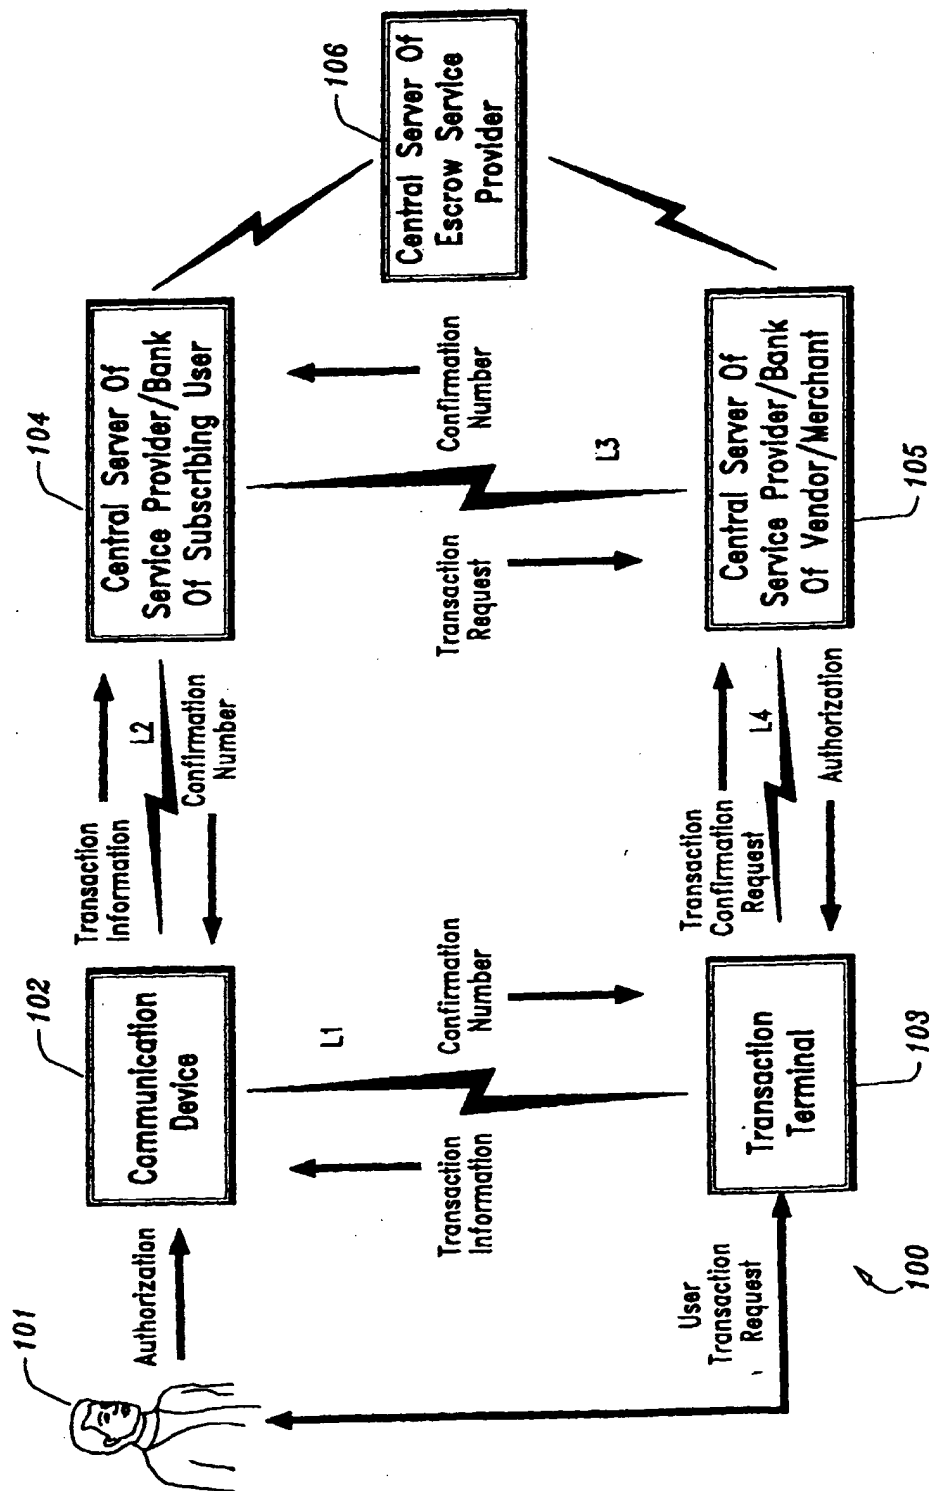 101
Authorization
102
Communication
Device
Transaction
Information
L2
Confirmation
Number
104
Central Server Of
Service Provider/Bank
Of Subscribing User
106
Central Server Of
Escrow Service
Provider
Transaction
Information
L1
Confirmation
Number
Transaction
Request
L3
Confirmation
Number
User
Transaction
Request
Transaction
Terminal
103
Transaction
Confirmation
Request
L4
Authorization
Central Server Of
Service Provider/Bank
Of Vendor/Merchant
105
100